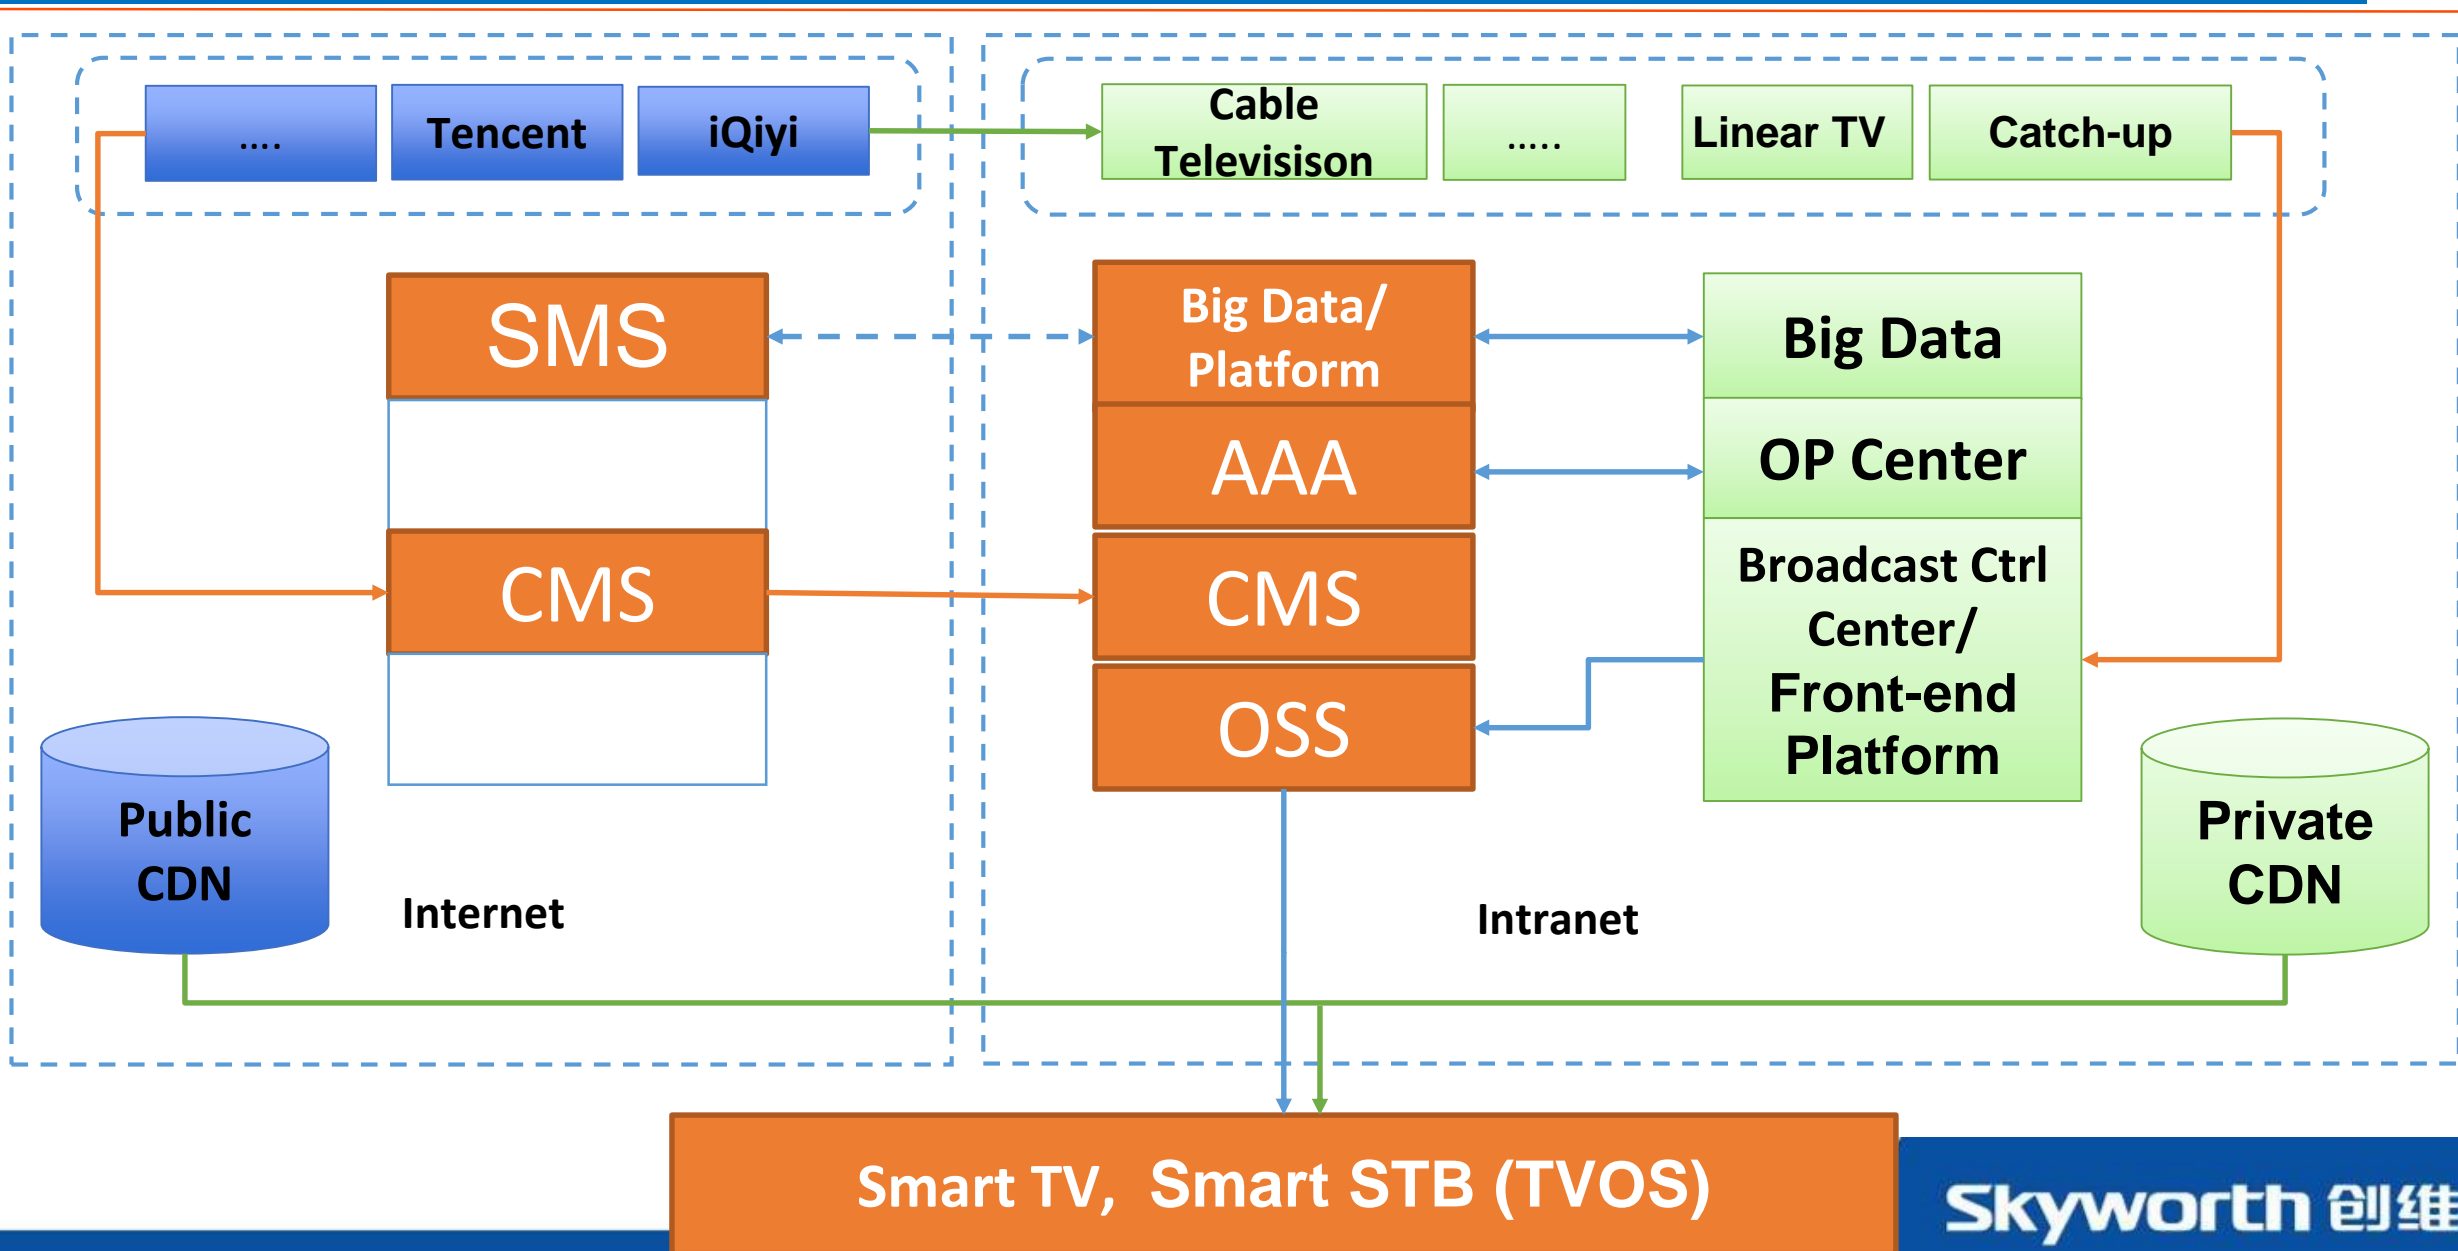 ....
Tencent
iQiyi
Cable
Televisison
.....
Linear TV
Catch-up
SMS
CMS
Big Data/
Platform
AAA
CMS
OSS
Big Data
OP Center
Broadcast Ctrl
Center/
Front-end
Platform
Public
CDN
Internet
Intranet
Private
CDN
Smart TV, Smart STB (TVOS)
Skyworth 创维